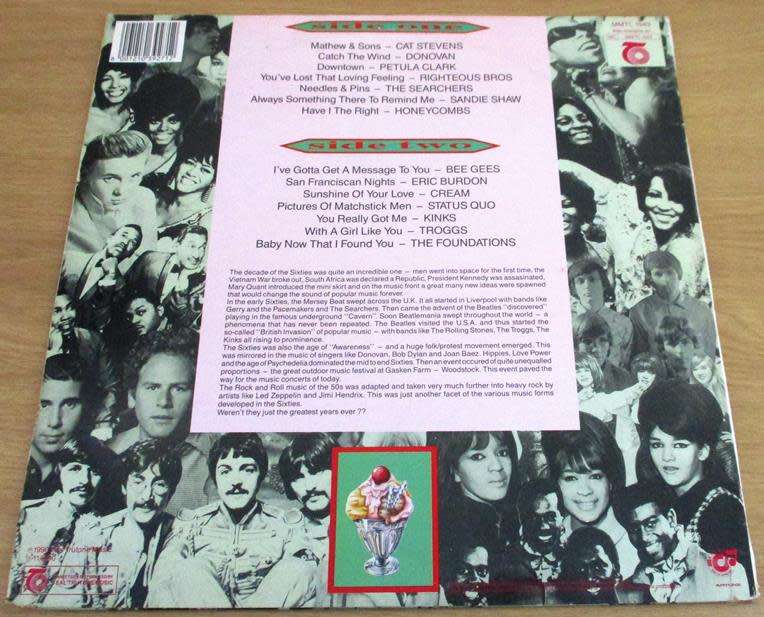 side one
Mathew & Sons – CAT STEVENS
Catch The Wind – DONOVAN
Downtown – PETULA CLARK
You've Lost That Loving Feeling – RIGHTEOUS BROS
Needles & Pins – THE SEARCHERS
Always Something There To Remind Me – SANDIE SHAW
Have I The Right – HONEYCOMBS
side two
I've Gotta Get A Message To You – BEE GEES
San Franciscan Nights – ERIC BURDON
Sunshine Of Your Love – CREAM
Pictures Of Matchstick Men – STATUS QUO
You Really Got Me – KINKS
With A Girl Like You – TROGGS
Baby Now That I Found You – THE FOUNDATIONS
The decade of the Sixties was quite an incredible one – men went into space for the first time, the
Vietnam War broke out, South Africa was declared a Republic, President Kennedy was assasinated,
Mary Quant introduced the mini skirt and on the music front a great many new ideas were spawned
that would change the sound of popular music forever.
In the early Sixties, the Mersey Beat swept across the U.K. It all started in Liverpool with bands like
Gerry and the Pacemakers and The Searchers. Then came the advent of the Beatles "discovered"
playing in the famous underground "Cavern". Soon Beatlemania swept throughout the world – a
phenomena that has never been repeated. The Beatles visited the U.S.A. and thus started the
so-called "British Invasion" of popular music – with bands like The Rolling Stones, The Troggs, The
Kinks all rising to prominence.
The Sixties was also the age of "Awareness" – and a huge folk/protest movement emerged. This
was mirrored in the music of singers like Donovan, Bob Dylan and Joan Baez. Hippies, Love Power
and the age of Psychedelia dominated the mid to end Sixties. Then an event occured of quite unequalled
proportions – the great outdoor music festival at Gasken Farm – Woodstock. This event paved the
way for the music concerts of today.
The Rock and Roll music of the 50s was adapted and taken very much further into heavy rock by
artists like Led Zeppelin and Jimi Hendrix. This was just another facet of the various music forms
developed in the Sixties.
Weren't they just the greatest years ever ??